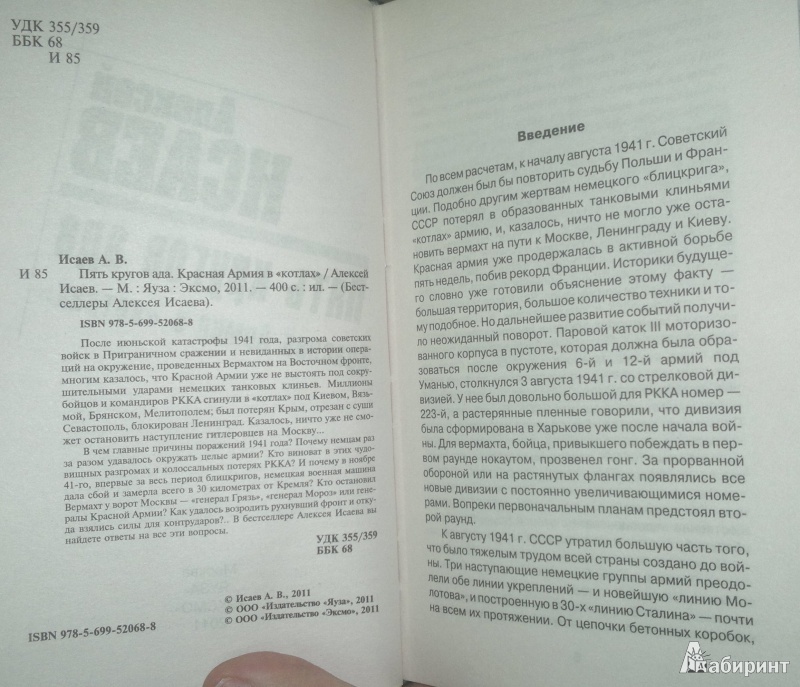 УДК 355/359
ББК 68
И 85
Исаев А. В.
И 85 Пять кругов ада. Красная Армия в «котлах» / Алексей
Исаев. — М. : Яуза : Эксмо, 2011. — 400 с. : ил. — (Бест-
селлеры Алексея Исаева).
ISBN 978-5-699-52068-8
После июньской катастрофы 1941 года, разгрома советских
войск в Приграничном сражении и невиданных в истории опера-
ций на окружение, проведенных Вермахтом на Восточном фронте,
многим казалось, что Красной Армии уже не выстоять под сокру-
шительными ударами немецких танковых клиньев. Миллионы
бойцов и командиров РККА сгинули в «котлах» под Киевом, Вязь-
мой, Брянском, Мелитополем; был потерян Крым, отрезан с суши
Севастополь, блокирован Ленинград. Казалось, ничто уже не смо-
жет остановить наступление гитлеровцев на Москву...
В чем главные причины поражений 1941 года? Почему немцам раз
за разом удавалось окружать целые армии? Кто виноват в этих чудо-
вищных разгромах и колоссальных потерях РККА? И почему в ноябре
41-го, впервые за весь период блицкригов, немецкая военная машина
дала сбой и замерла всего в 30 километрах от Кремля? Кто остановил
Вермахт у ворот Москвы — «генерал Грязь», «генерал Мороз» или гене-
ралы Красной Армии? Как удалось возродить рухнувший фронт и отку-
да взялись силы для контрударов?.. В бестселлере Алексея Исаева вы
найдете ответы на все эти вопросы.
УДК 355/359
ББК 68
© Исаев А. В., 2011
© ООО «Издательство «Яуза», 2011
© ООО «Издательство «Эксмо», 2011
ISBN 978-5-699-52068-8
Введение
По всем расчетам, к началу августа 1941 г. Советский
Союз должен был бы повторить судьбу Польши и Фран-
ции. Подобно другим жертвам немецкого «блицкрига»,
СССР потерял в образованных танковыми клиньями
«котлах» армию, и, казалось, ничто не могло уже оста-
новить вермахт на пути к Москве, Ленинграду и Киеву.
Красная армия уже продержалась в активной борьбе
пять недель, побив рекорд Франции. Историки будуще-
го словно уже готовили объяснение этому факту —
большая территория, большое количество техники и то-
му подобное. Но дальнейшее развитие событий получи-
ло неожиданный поворот. Паровой каток III моторизо-
ванного корпуса в пустоте, которая должна была обра-
зоваться после окружения 6-й и 12-й армий под
Уманью, столкнулся 3 августа 1941 г. со стрелковой ди-
визией. У нее был довольно большой для РККА номер —
223-й, а растерянные пленные говорили, что дивизия
была сформирована в Харькове уже после начала вой-
ны. Для вермахта, бойца, привыкшего побеждать в пер-
вом раунде нокаутом, прозвенел гонг. За прорванной
обороной или на растянутых флангах появлялись все
новые дивизии с постоянно увеличивающимися номе-
рами. Вопреки первоначальным планам предстоял вто-
рой раунд.
К августу 1941 г. СССР утратил большую часть того,
что было тяжелым трудом всей страны создано до вой-
ны. Три наступающие немецкие группы армий преодо-
лели обе линии укреплений — и новейшую «линию Мо-
лотова», и построенную в 30-х «линию Сталина» — почти
на всем их протяжении. От цепочки бетонных коробок,
Лабиринт